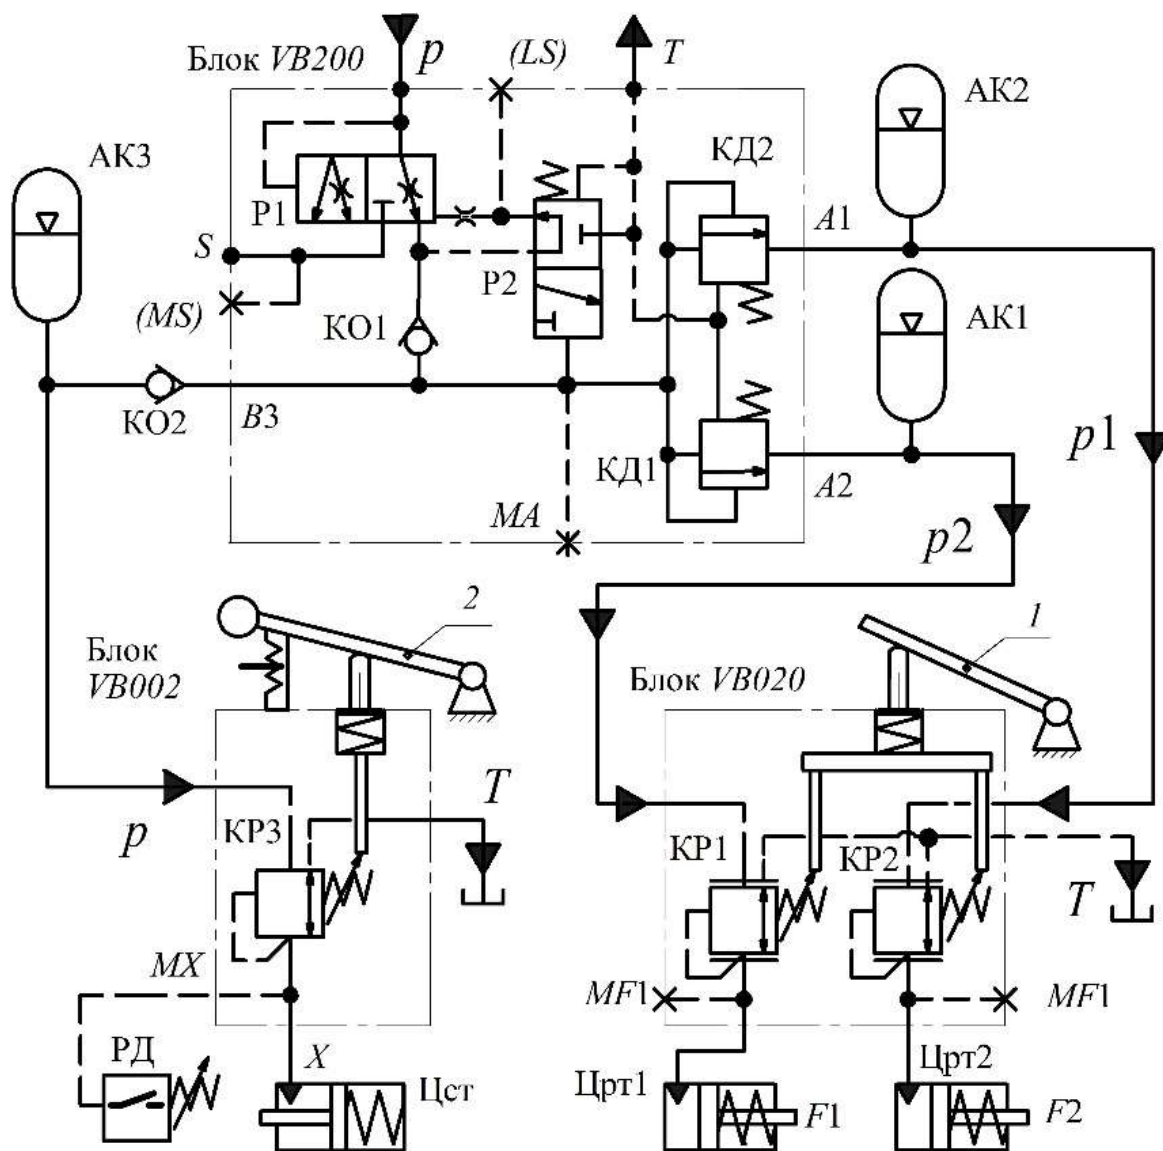 Блок VB200
p
(LS)
T
АК2
АК3
КД2
Р1
A1
S
Р2
(MS)
КО1
АК1
КО2
B3
КД1
A2
p1
MA
p2
2
1
Блок
VB002
Блок VB020
T
p
КР3
КР1
КР2
T
MX
MF1
MF1
РД
X
Цст
Црт1
Црт2
F1
F2